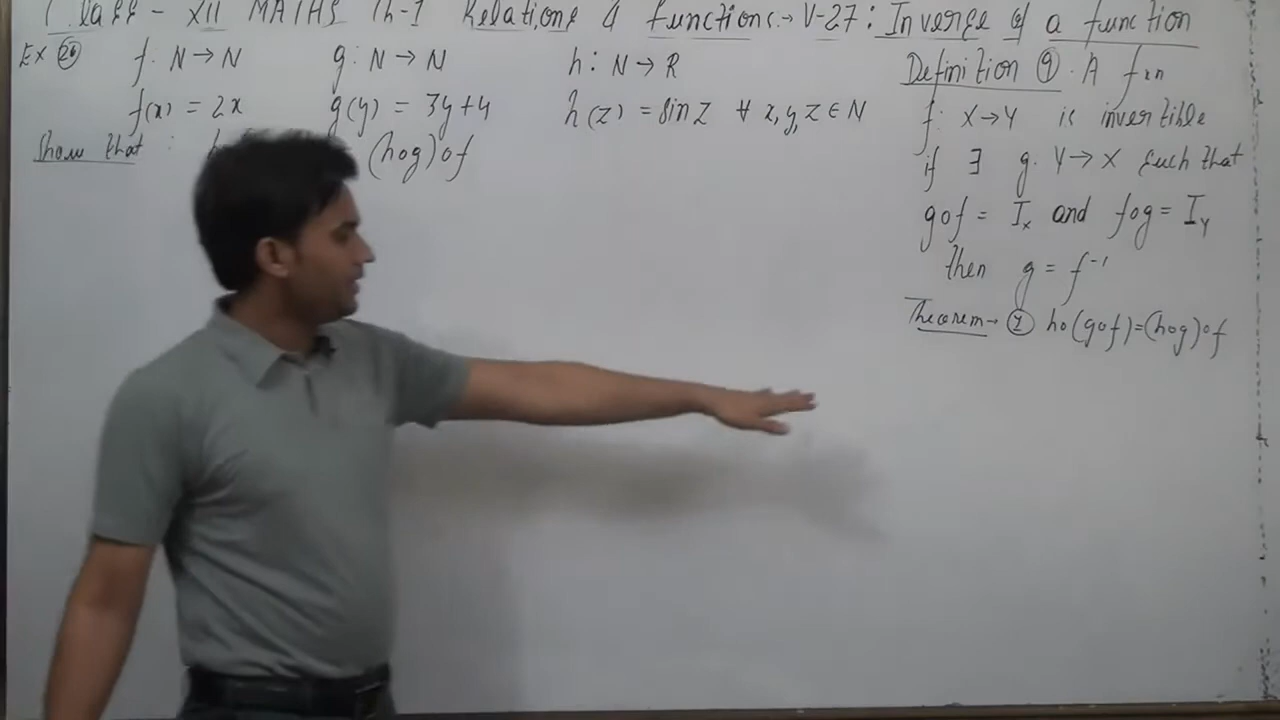 Class - XII MATHS Ch-1 Relations & functions:- V-27: Inverse of a function
Ex 26 f: N→N g: N→N h: N→R
f(x) = 2x g(y) = 3y+4 h(z) = sin z ∀ x,y,z ∈ N
Show that : (hog)of
Definition 9. A fxn
f: X→Y is invertible
if ∃ g. Y→X such that
gof = Iₓ and fog = Iᵧ
then g = f⁻¹
Theorem→ 1 ho(gof)=(hog)of